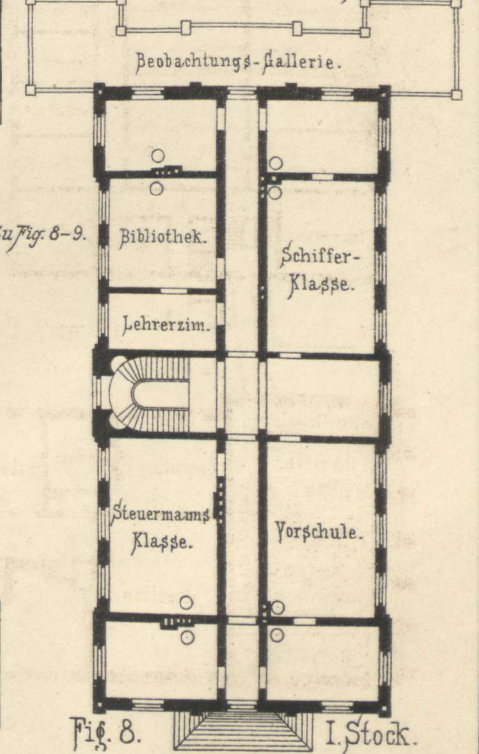 Beobachtungs-Gallerie.
zu Fig. 8-9.
Bibliothek.
Schiffer-
Klasse.
Lehrerzim.
Steuermanns
Klasse.
Vorschule.
Fig. 8.
I. Stock.